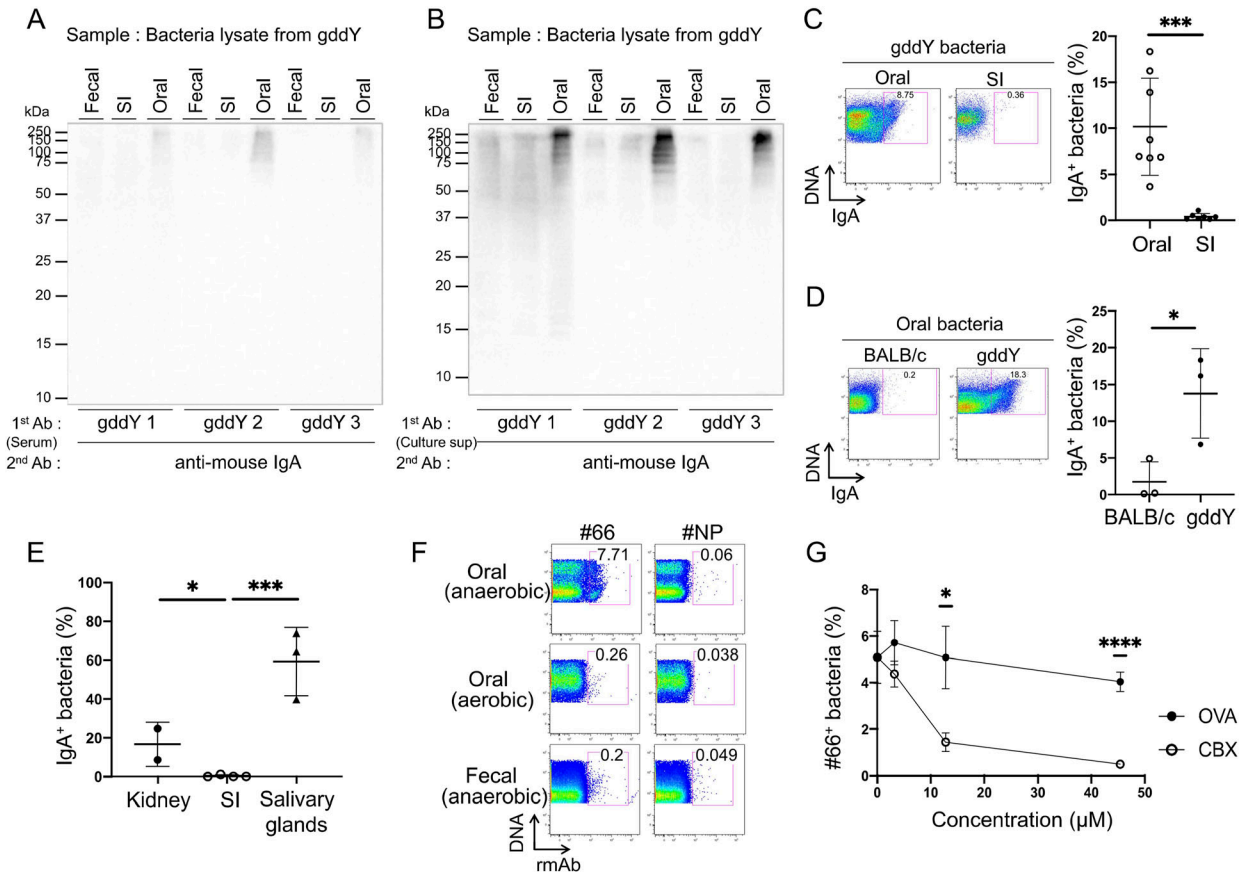 A
Sample : Bacteria lysate from gddY
Fecal
SI
Oral
Fecal
SI
Oral
Fecal
SI
Oral
kDa
250
150
100
75
50
37
25
20
15
10
1st Ab :
(Serum)
gddY 1
gddY 2
gddY 3
2nd Ab :
anti-mouse IgA
B
Sample : Bacteria lysate from gddY
Fecal
SI
Oral
Fecal
SI
Oral
Fecal
SI
Oral
kDa
250
150
100
75
50
37
25
20
15
10
1st Ab :
(Culture sup)
gddY 1
gddY 2
gddY 3
2nd Ab :
anti-mouse IgA
C
gddY bacteria
Oral
SI
8.75
0.36
DNA
IgA
***
IgA+ bacteria (%)
20
15
10
5
0
Oral
SI
D
Oral bacteria
BALB/c
gddY
0.2
18.3
DNA
IgA
*
IgA+ bacteria (%)
25
20
15
10
5
0
BALB/c gddY
E
*
***
IgA+ bacteria (%)
100
80
60
40
20
0
Kidney
SI
Salivary
glands
F
#66
#NP
Oral
(anaerobic)
7.71
0.06
Oral
(aerobic)
0.26
0.038
Fecal
(anaerobic)
0.2
0.049
DNA
rmAb
G
#66+ bacteria (%)
8
6
4
2
0
*
****
0
10
20
30
40
50
Concentration (μM)
OVA
CBX